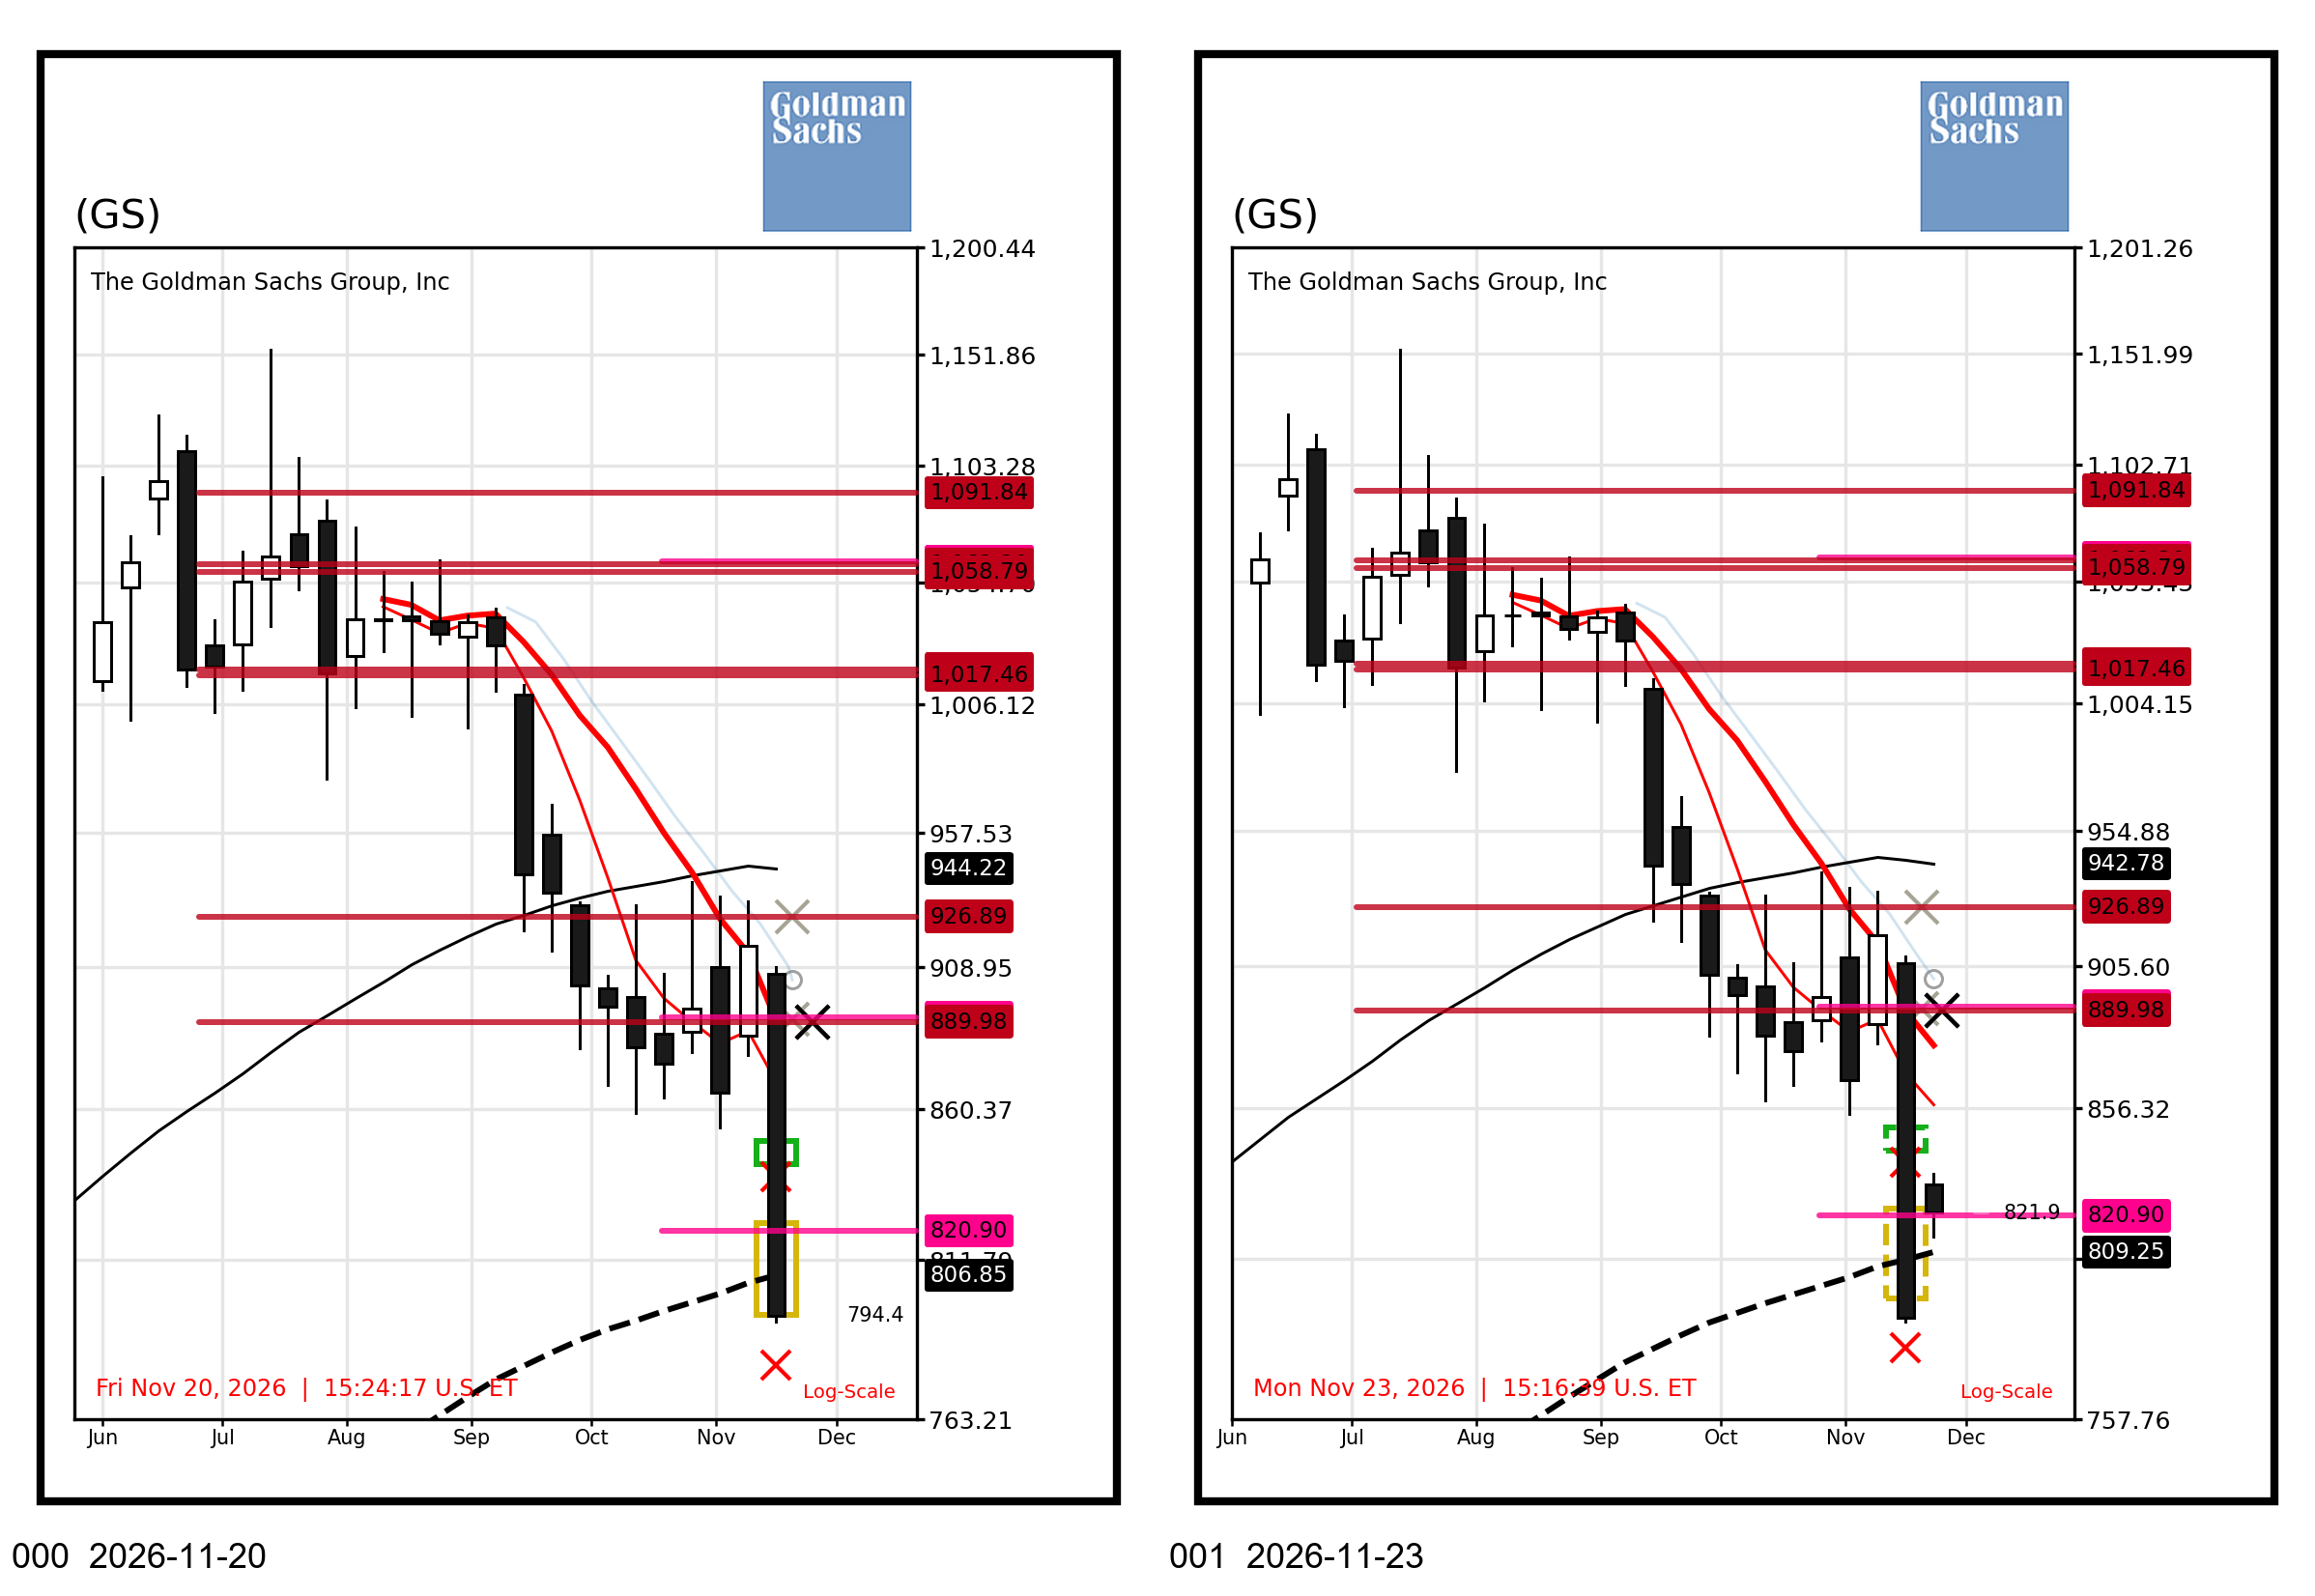 Goldman
Sachs
(GS)
The Goldman Sachs Group, Inc
1,200.44
1,151.86
1,103.28
1,091.84
1,058.79
1,017.46
1,006.12
957.53
944.22
926.89
908.95
889.98
860.37
820.90
811.79
806.85
794.4
Fri Nov 20, 2026 | 15:24:17 U.S. ET
Log-Scale
763.21
Jun Jul Aug Sep Oct Nov Dec
000 2026-11-20
Goldman
Sachs
(GS)
The Goldman Sachs Group, Inc
1,201.26
1,151.99
1,102.71
1,091.84
1,058.79
1,017.46
1,004.15
954.88
942.78
926.89
905.60
889.98
856.32
821.9
820.90
809.25
Mon Nov 23, 2026 | 15:16:39 U.S. ET
Log-Scale
757.76
Jun Jul Aug Sep Oct Nov Dec
001 2026-11-23